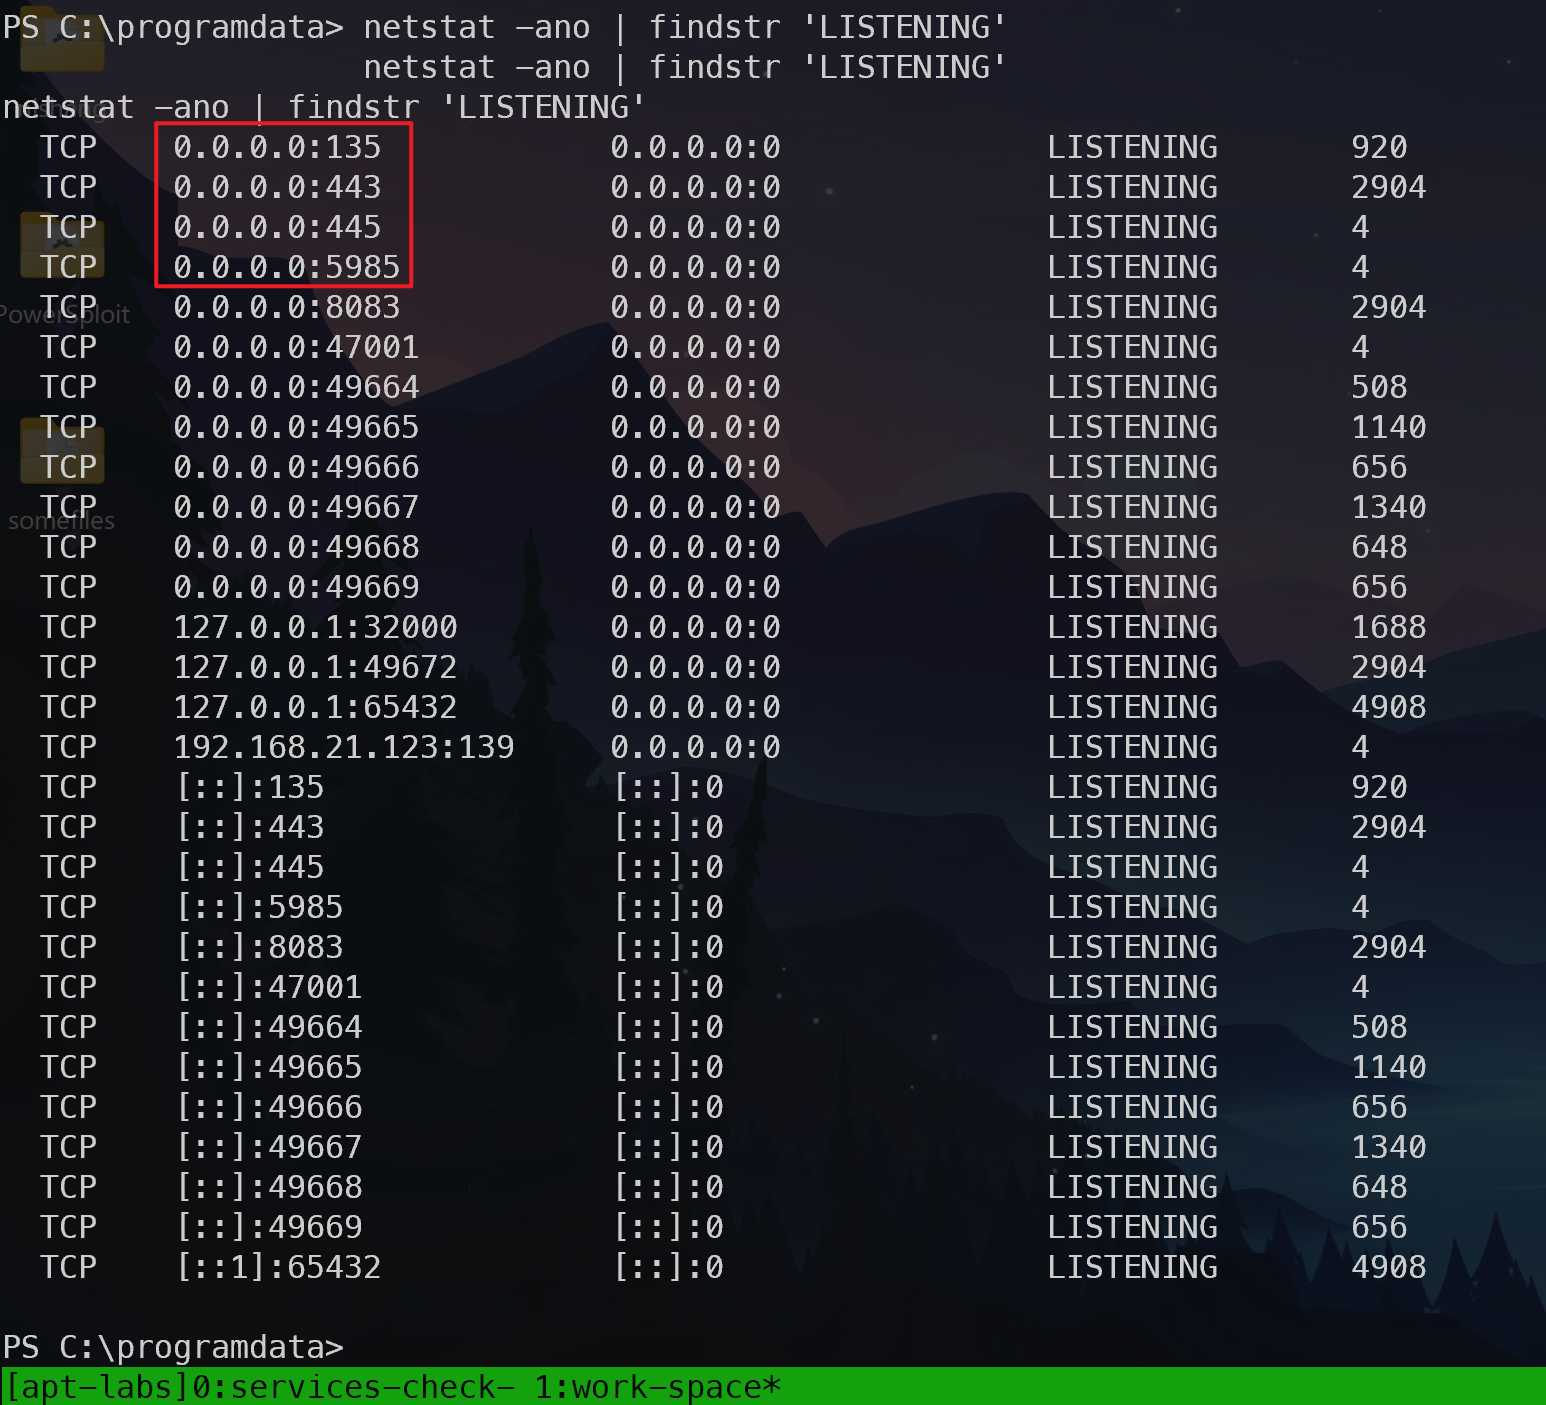 PS C:\programdata> netstat -ano | findstr 'LISTENING'
netstat -ano | findstr 'LISTENING'
netstat -ano | findstr 'LISTENING'
TCP 0.0.0.0:135 0.0.0.0:0 LISTENING 920
TCP 0.0.0.0:443 0.0.0.0:0 LISTENING 2904
TCP 0.0.0.0:445 0.0.0.0:0 LISTENING 4
TCP 0.0.0.0:5985 0.0.0.0:0 LISTENING 4
TCP 0.0.0.0:8083 0.0.0.0:0 LISTENING 2904
PowerSploit
TCP 0.0.0.0:47001 0.0.0.0:0 LISTENING 4
TCP 0.0.0.0:49664 0.0.0.0:0 LISTENING 508
TCP 0.0.0.0:49665 0.0.0.0:0 LISTENING 1140
TCP 0.0.0.0:49666 0.0.0.0:0 LISTENING 656
TCP 0.0.0.0:49667 0.0.0.0:0 LISTENING 1340
somefiles
TCP 0.0.0.0:49668 0.0.0.0:0 LISTENING 648
TCP 0.0.0.0:49669 0.0.0.0:0 LISTENING 656
TCP 127.0.0.1:32000 0.0.0.0:0 LISTENING 1688
TCP 127.0.0.1:49672 0.0.0.0:0 LISTENING 2904
TCP 127.0.0.1:65432 0.0.0.0:0 LISTENING 4908
TCP 192.168.21.123:139 0.0.0.0:0 LISTENING 4
TCP [::]:135 [::]:0 LISTENING 920
TCP [::]:443 [::]:0 LISTENING 2904
TCP [::]:445 [::]:0 LISTENING 4
TCP [::]:5985 [::]:0 LISTENING 4
TCP [::]:8083 [::]:0 LISTENING 2904
TCP [::]:47001 [::]:0 LISTENING 4
TCP [::]:49664 [::]:0 LISTENING 508
TCP [::]:49665 [::]:0 LISTENING 1140
TCP [::]:49666 [::]:0 LISTENING 656
TCP [::]:49667 [::]:0 LISTENING 1340
TCP [::]:49668 [::]:0 LISTENING 648
TCP [::]:49669 [::]:0 LISTENING 656
TCP [::1]:65432 [::]:0 LISTENING 4908
PS C:\programdata>
[apt-labs]0:services-check- 1:work-space*